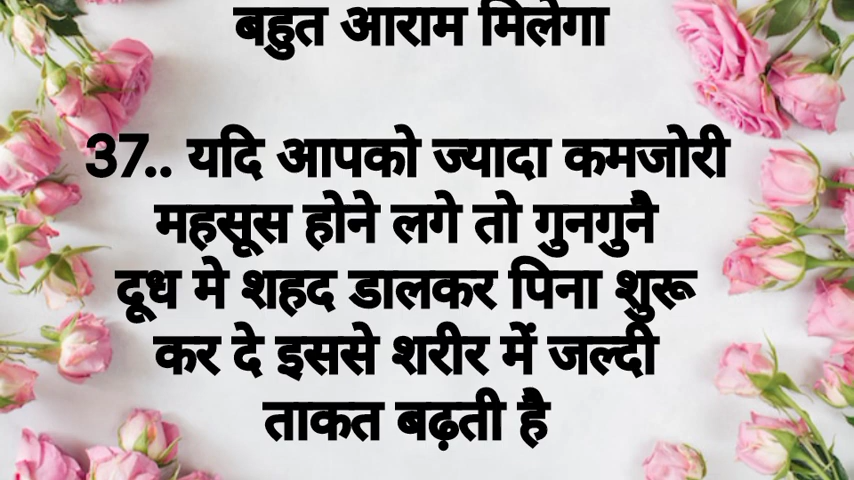 बहुत आराम मिलेगा
37.. यदि आपको ज्यादा कमजोरी
महसूस होने लगे तो गुनगुनै
दूध मे शहद डालकर पिना शुरू
कर दे इससे शरीर में जल्दी
ताकत बढ़ती है